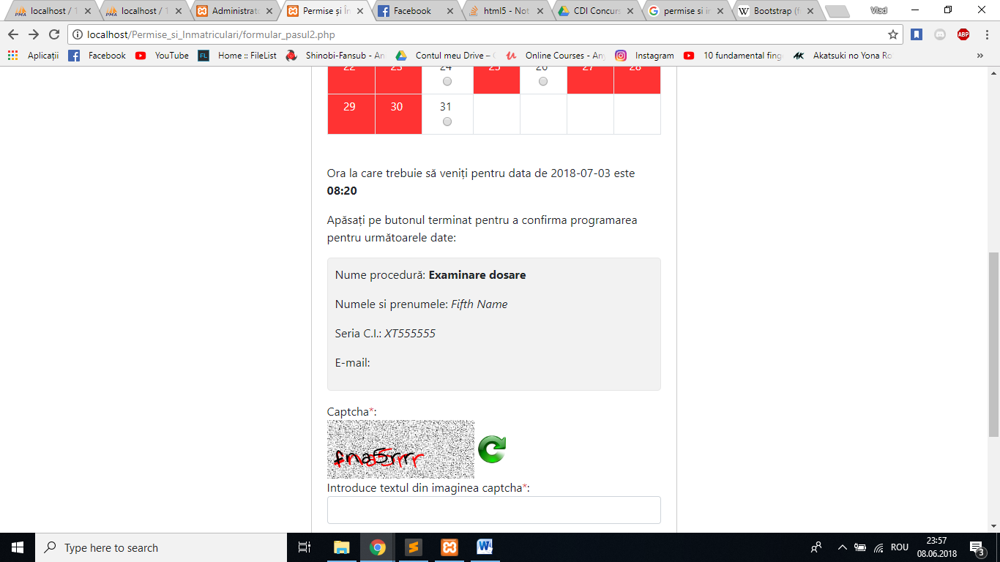 localhost / 1
localhost / 1
Administrato
Permise și În
Facebook
html5 - Not
CDI Concurs
permise si in
Bootstrap (f
Vlad
localhost/Permise_si_Inmatriculari/formular_pasul2.php
ABP
Aplicații
Facebook
YouTube
FL
Home :: FileList
Shinobi-Fansub - An
Contul meu Drive –
Online Courses - Any
Instagram
10 fundamental fing
AK
Akatsuki no Yona Ro
»
22 23 24 25 26 27 28
29 30 31
Ora la care trebuie să veniți pentru data de 2018-07-03 este
08:20
Apăsați pe butonul terminat pentru a confirma programarea
pentru următoarele date:
Nume procedură: Examinare dosare
Numele si prenumele: Fifth Name
Seria C.I.: XT555555
E-mail:
Captcha*:
fna5rrr
Introduce textul din imaginea captcha*:
Type here to search
ROU
23:57
08.06.2018
3